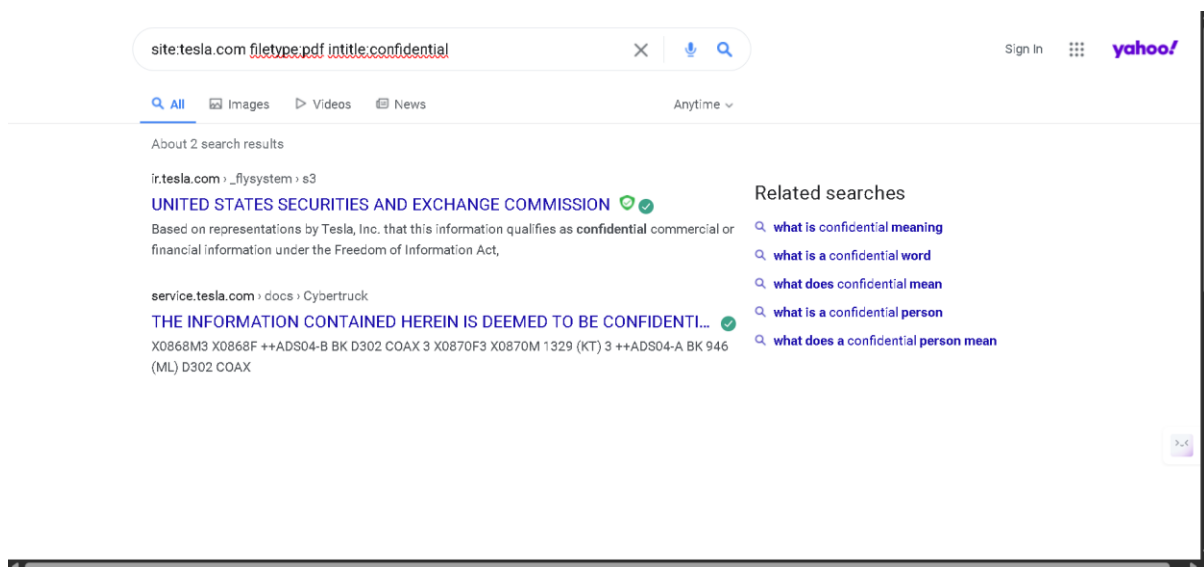 site:tesla.com filetype:pdf intitle:confidential
Sign In
yahoo!
All
Images
Videos
News
Anytime
About 2 search results
ir.tesla.com › _flysystem › s3
UNITED STATES SECURITIES AND EXCHANGE COMMISSION
Based on representations by Tesla, Inc. that this information qualifies as confidential commercial or
financial information under the Freedom of Information Act,
service.tesla.com › docs › Cybertruck
THE INFORMATION CONTAINED HEREIN IS DEEMED TO BE CONFIDENTI...
X0868M3 X0868F ++ADS04-B BK D302 COAX 3 X0870F3 X0870M 1329 (KT) 3 ++ADS04-A BK 946
(ML) D302 COAX
Related searches
what is confidential meaning
what is a confidential word
what does confidential mean
what is a confidential person
what does a confidential person mean